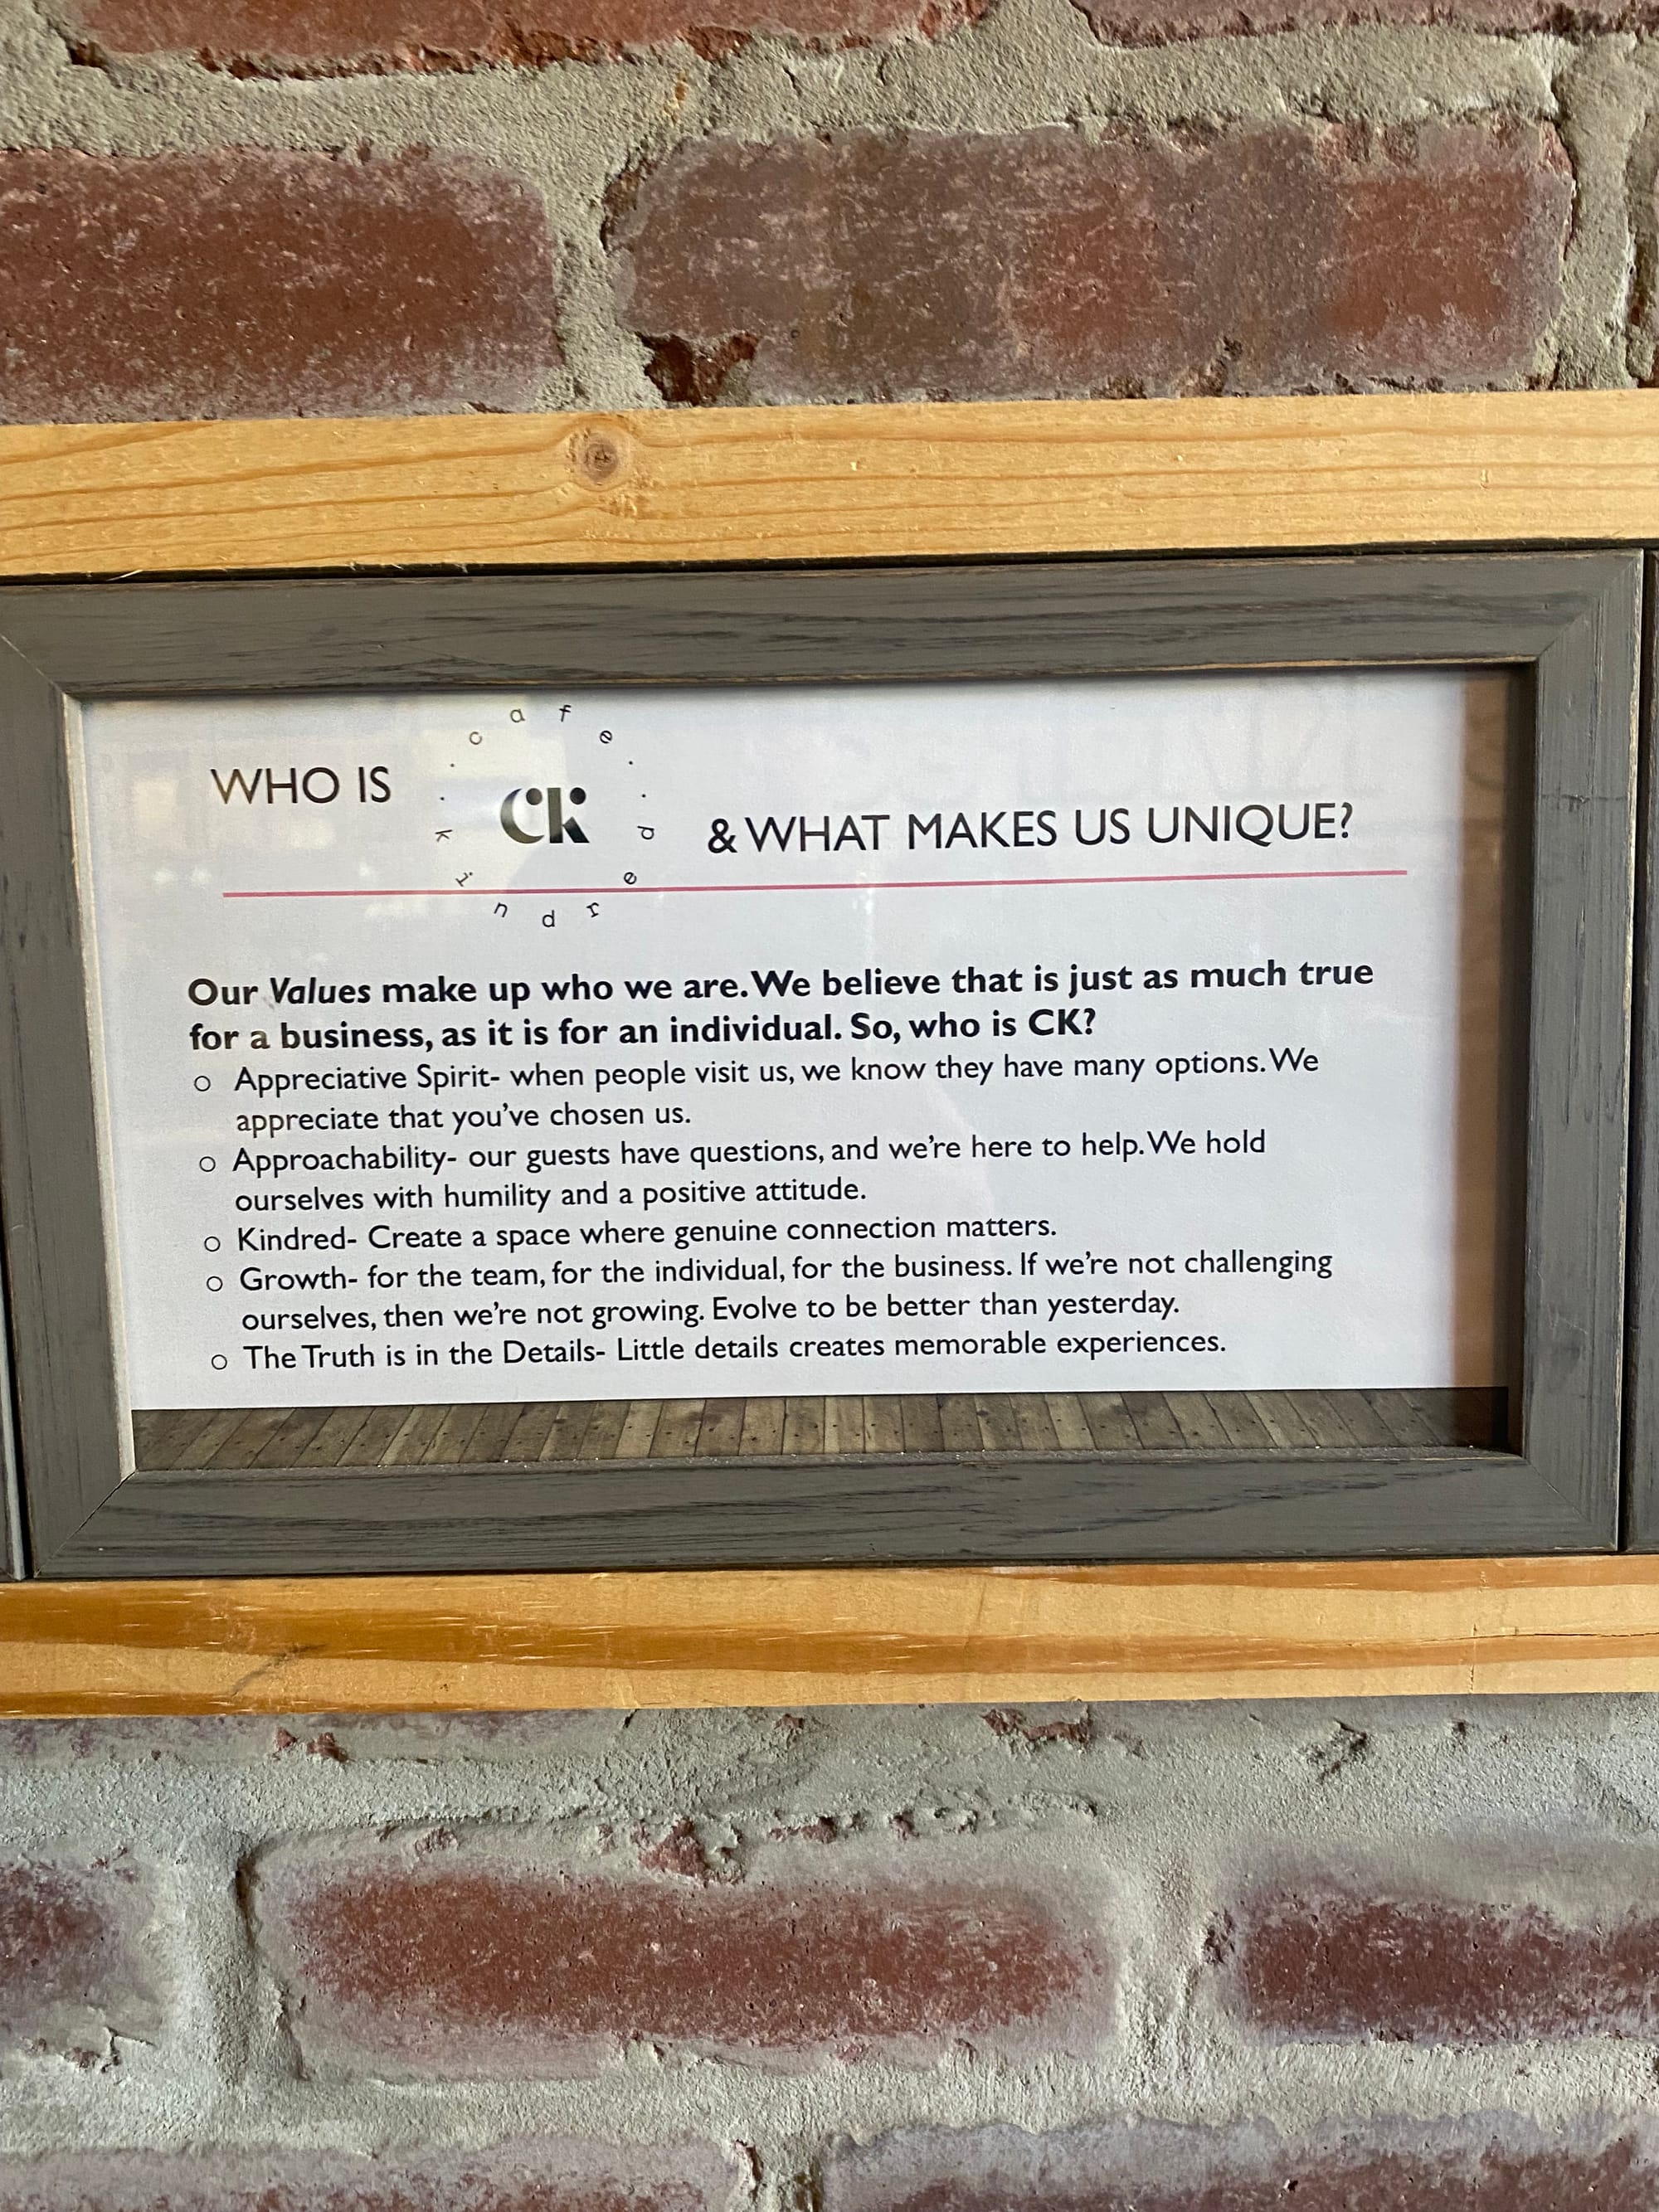 WHO IS
cafe
CK
kindred
& WHAT MAKES US UNIQUE?
Our Values make up who we are. We believe that is just as much true
for a business, as it is for an individual. So, who is CK?
○ Appreciative Spirit- when people visit us, we know they have many options. We
appreciate that you've chosen us.
○ Approachability- our guests have questions, and we're here to help. We hold
ourselves with humility and a positive attitude.
○ Kindred- Create a space where genuine connection matters.
○ Growth- for the team, for the individual, for the business. If we're not challenging
ourselves, then we're not growing. Evolve to be better than yesterday.
○ The Truth is in the Details- Little details creates memorable experiences.